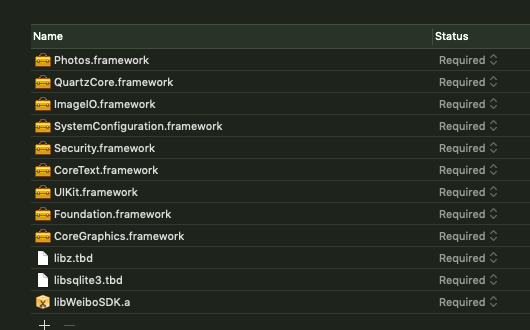 Name Status
Photos.framework Required
QuartzCore.framework Required
ImageIO.framework Required
SystemConfiguration.framework Required
Security.framework Required
CoreText.framework Required
UIKit.framework Required
Foundation.framework Required
CoreGraphics.framework Required
libz.tbd Required
libsqlite3.tbd Required
libWeiboSDK.a Required